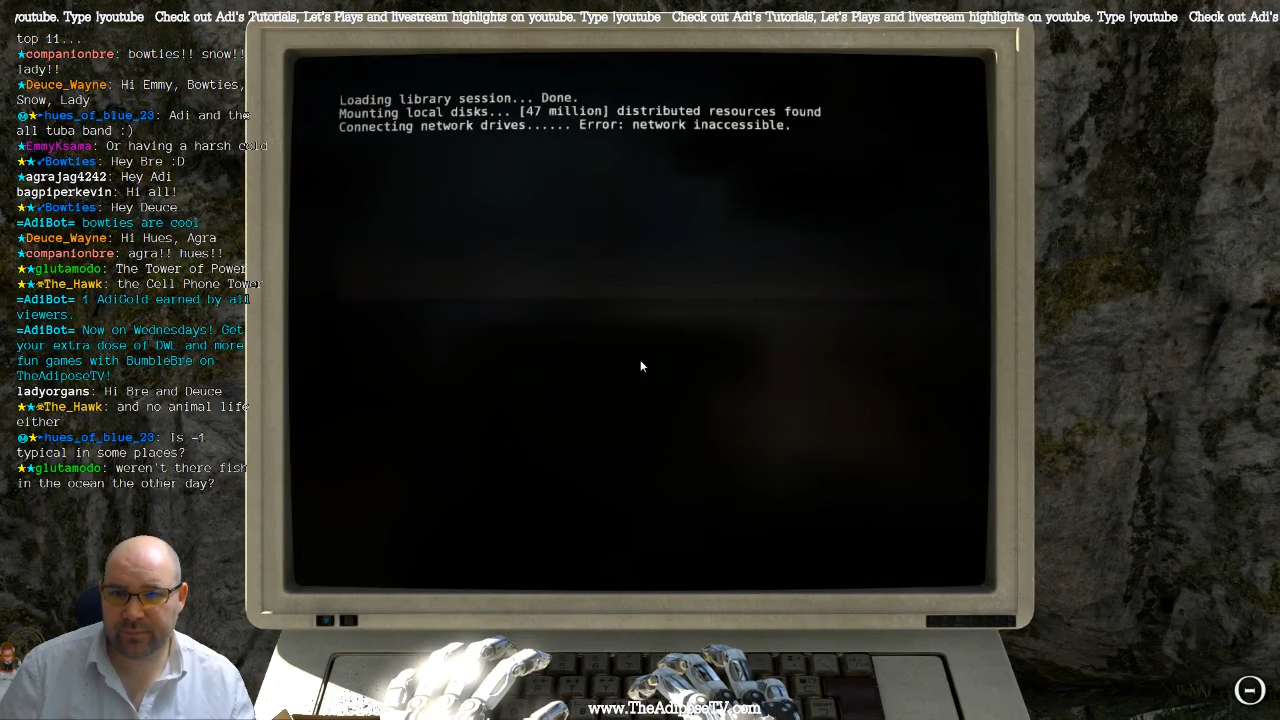 youtube. Type |youtube Check out Adi's Tutorials, Let's Plays and livestream highlights on youtube. Type |youtube Check out Adi's Tutorials, Let's Plays and livestream highlights on youtube. Type |youtube Check out Adi's
top 11...
companionbre: bowties!! snow!!
lady!!
Deuce_Wayne: Hi Emmy, Bowties,
Snow, Lady
hues_of_blue_23: Adi and the
all tuba band :)
EmmyKsama: Or having a harsh cold
Bowties: Hey Bre :D
agrajag4242: Hey Adi
bagpiperkevin: Hi all!
Bowties: Hey Deuce
=AdiBot= bowties are cool
Deuce_Wayne: Hi Hues, Agra
companionbre: agra!! hues!!
glutamodo: The Tower of Power
The_Hawk: the Cell Phone Tower
=AdiBot= 1 AdiGold earned by all
viewers.
=AdiBot= Now on Wednesdays! Get
your extra dose of DWL and more
fun games with BumbleBre on
TheAdiposeTV!
ladyorgans: Hi Bre and Deuce
The_Hawk: and no animal life
either
hues_of_blue_23: Is -1
typical in some places?
glutamodo: weren't there fish
in the ocean the other day?
Loading library session... Done.
Mounting local disks... [47 million] distributed resources found
Connecting network drives...... Error: network inaccessible.
www.TheAdiposeTV.com